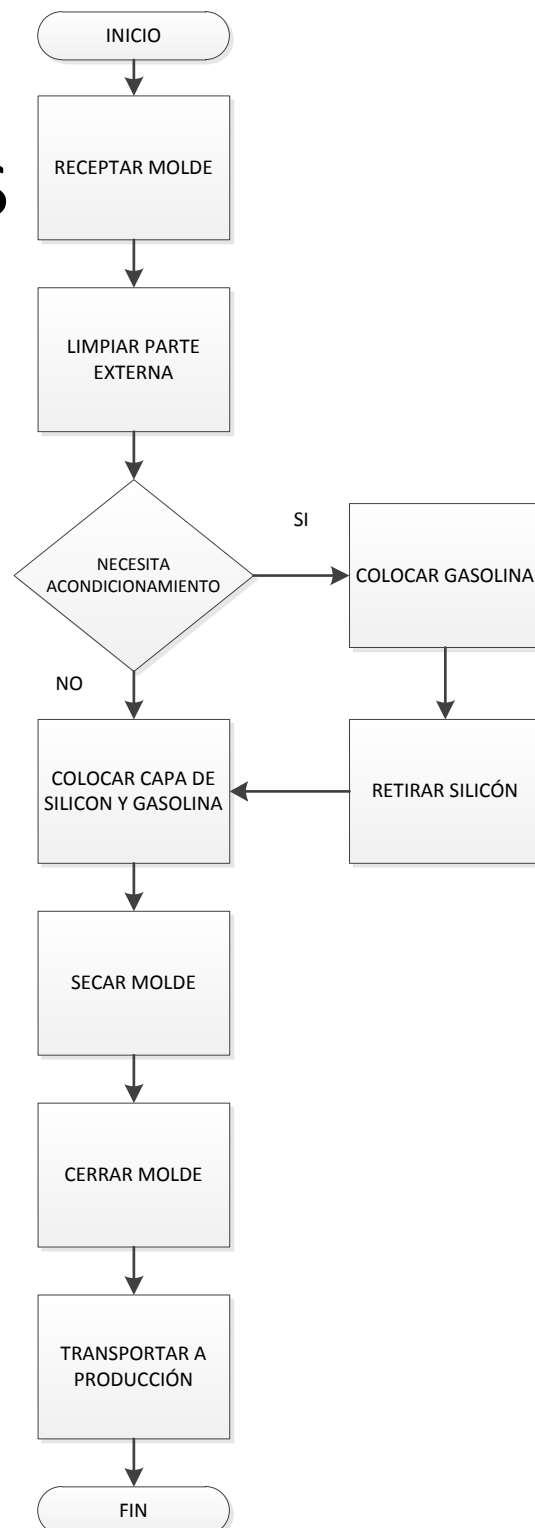 INICIO
RECEPTAR MOLDE
LIMPIAR PARTE
EXTERNA
NECESITA
ACONDICIONAMIENTO
SI
COLOCAR GASOLINA
RETIRAR SILICÓN
NO
COLOCAR CAPA DE
SILICON Y GASOLINA
SECAR MOLDE
CERRAR MOLDE
TRANSPORTAR A
PRODUCCIÓN
FIN